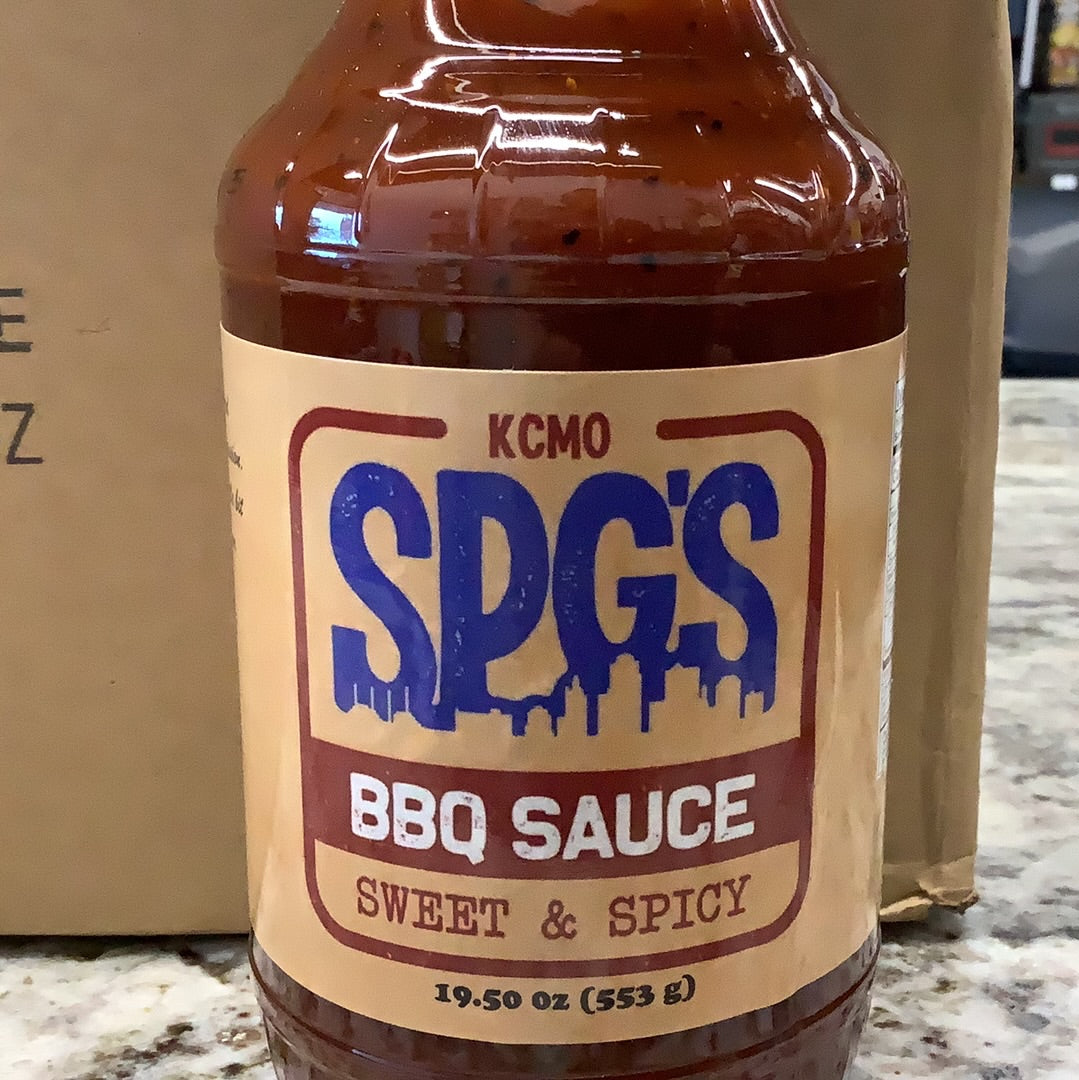 E
Z
KCMO
SPG'S
BBQ SAUCE
SWEET & SPICY
19.50 oz (553 g)